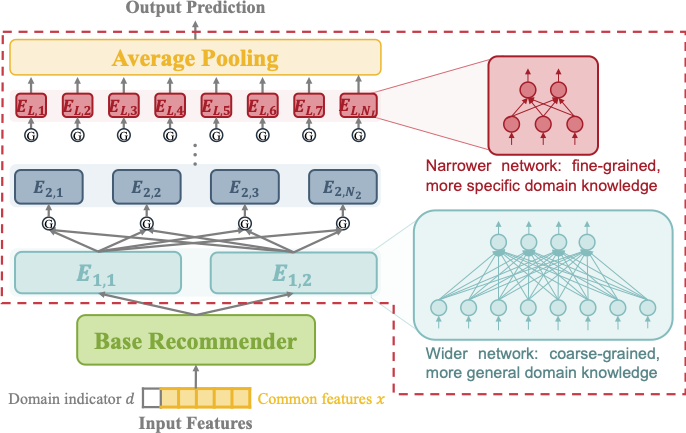 Output Prediction
Average Pooling
E_{L,1} E_{L,2} E_{L,3} E_{L,4} E_{L,5} E_{L,6} E_{L,7} E_{L,N_L}
G G G G G G G G
Narrower network: fine-grained,
more specific domain knowledge
E_{2,1} E_{2,2} E_{2,3} E_{2,N_2}
G G G G
E_{1,1} E_{1,2}
Base Recommender
Wider network: coarse-grained,
more general domain knowledge
Domain indicator d
Common features x
Input Features